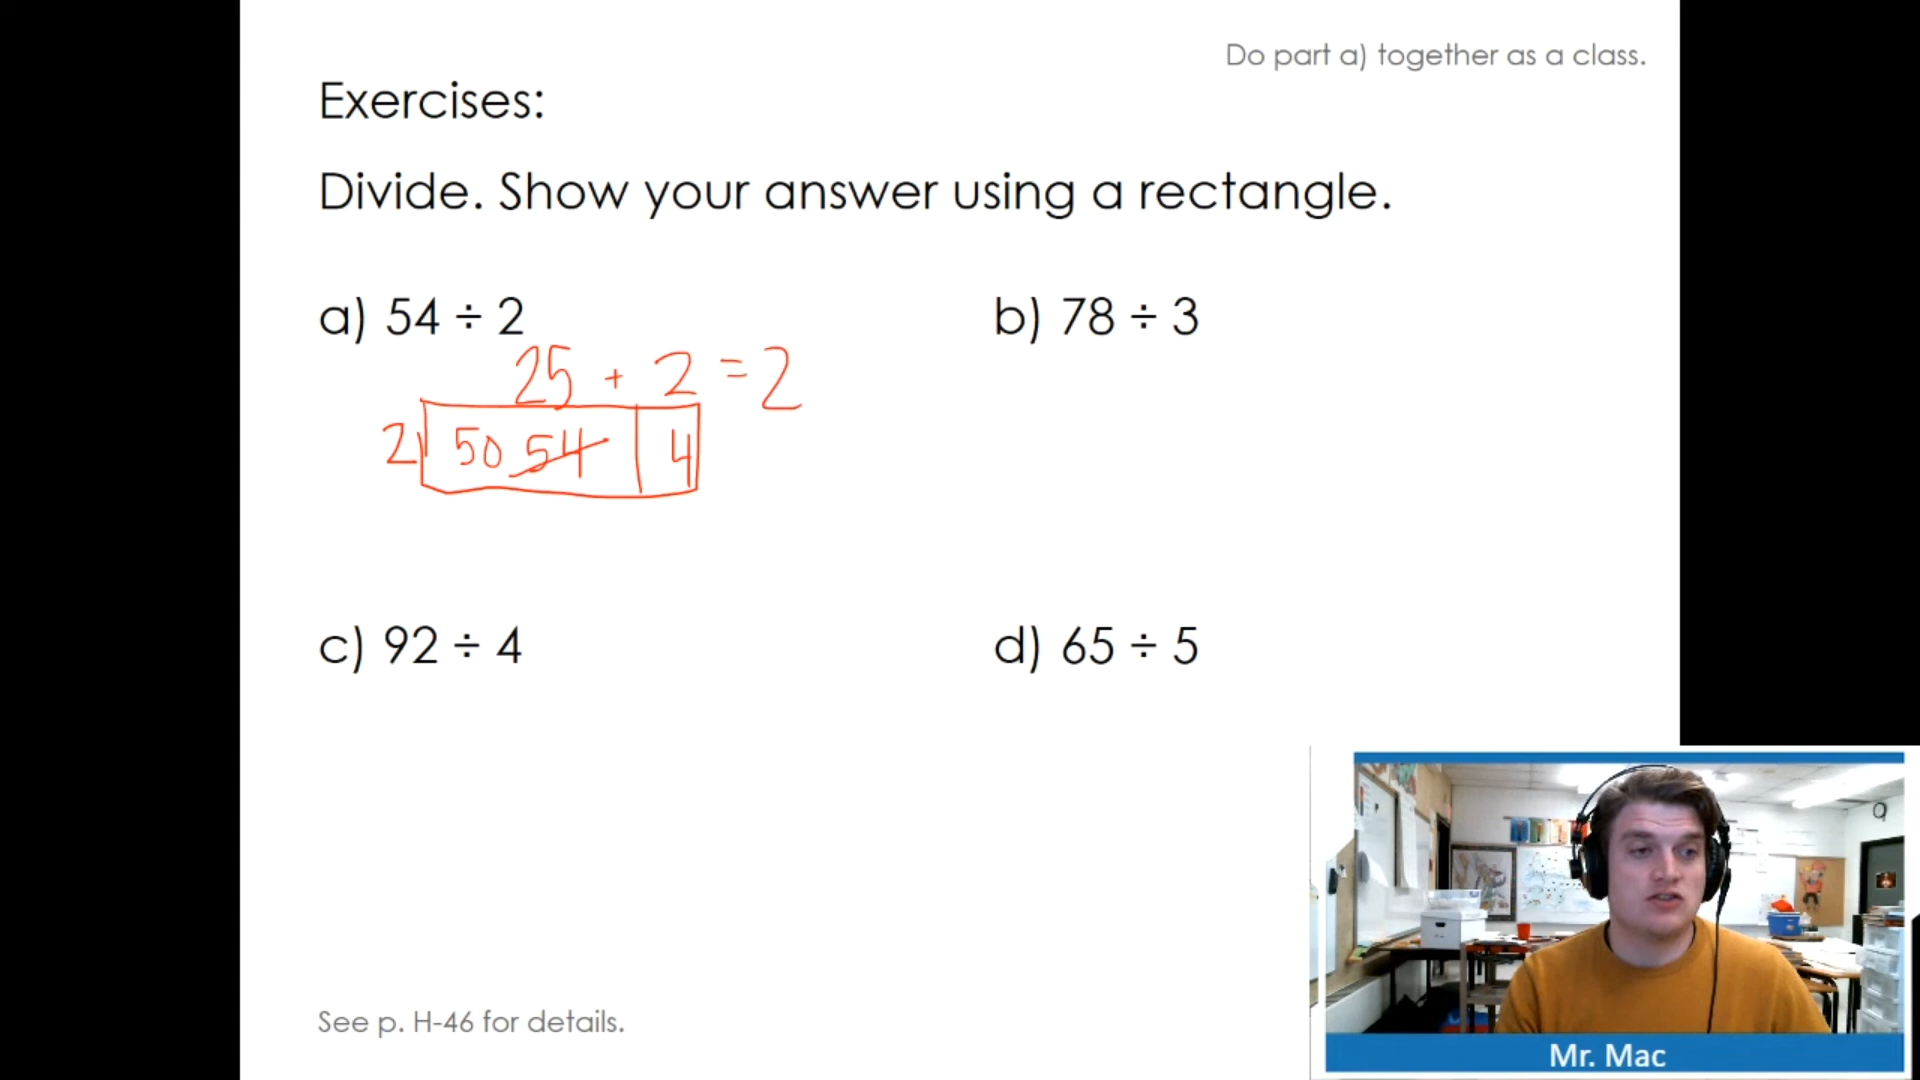 Do part a) together as a class.
Exercises:
Divide. Show your answer using a rectangle.
a) 54 ÷ 2
b) 78 ÷ 3
25 + 2 = 2
2 50 54 4
c) 92 ÷ 4
d) 65 ÷ 5
See p. H-46 for details.
Mr. Mac